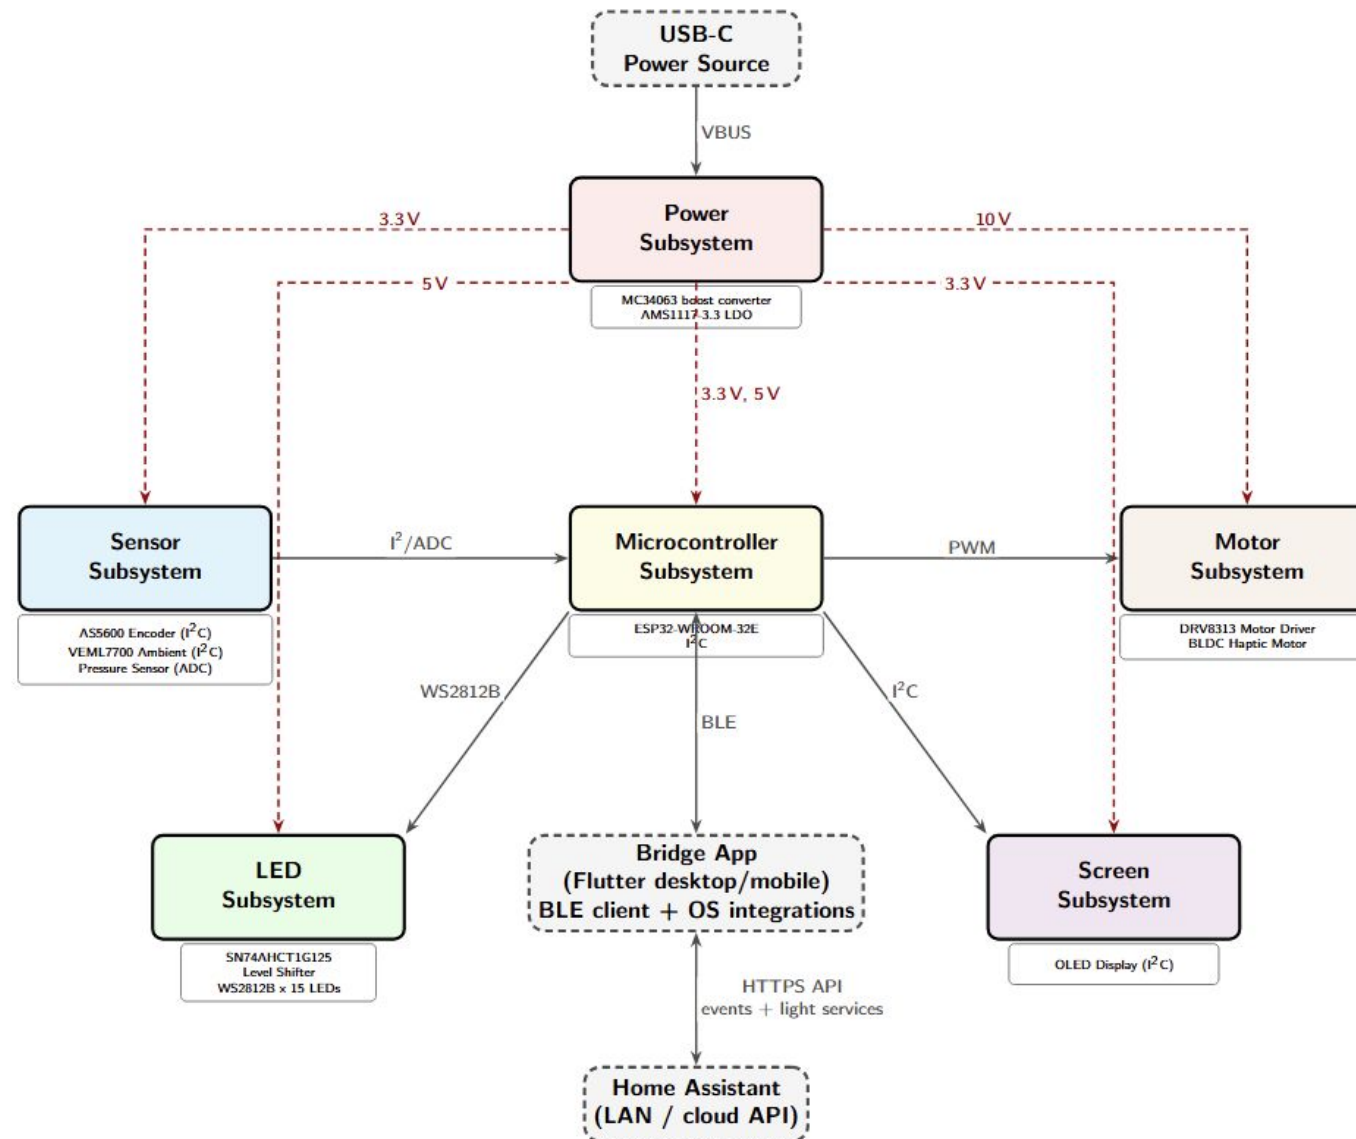 USB-C
Power Source
VBUS
Power
Subsystem
3.3 V
10 V
5 V
3.3 V
MC34063 boost converter
AMS1117-3.3 LDO
3.3 V, 5 V
Sensor
Subsystem
I²/ADC
Microcontroller
Subsystem
PWM
Motor
Subsystem
AS5600 Encoder (I²C)
VEML7700 Ambient (I²C)
Pressure Sensor (ADC)
ESP32-WROOM-32E
I²C
DRV8313 Motor Driver
BLDC Haptic Motor
WS2812B
BLE
I²C
LED
Subsystem
Bridge App
(Flutter desktop/mobile)
BLE client + OS integrations
Screen
Subsystem
SN74AHCT1G125
Level Shifter
WS2812B x 15 LEDs
OLED Display (I²C)
HTTPS API
events + light services
Home Assistant
(LAN / cloud API)